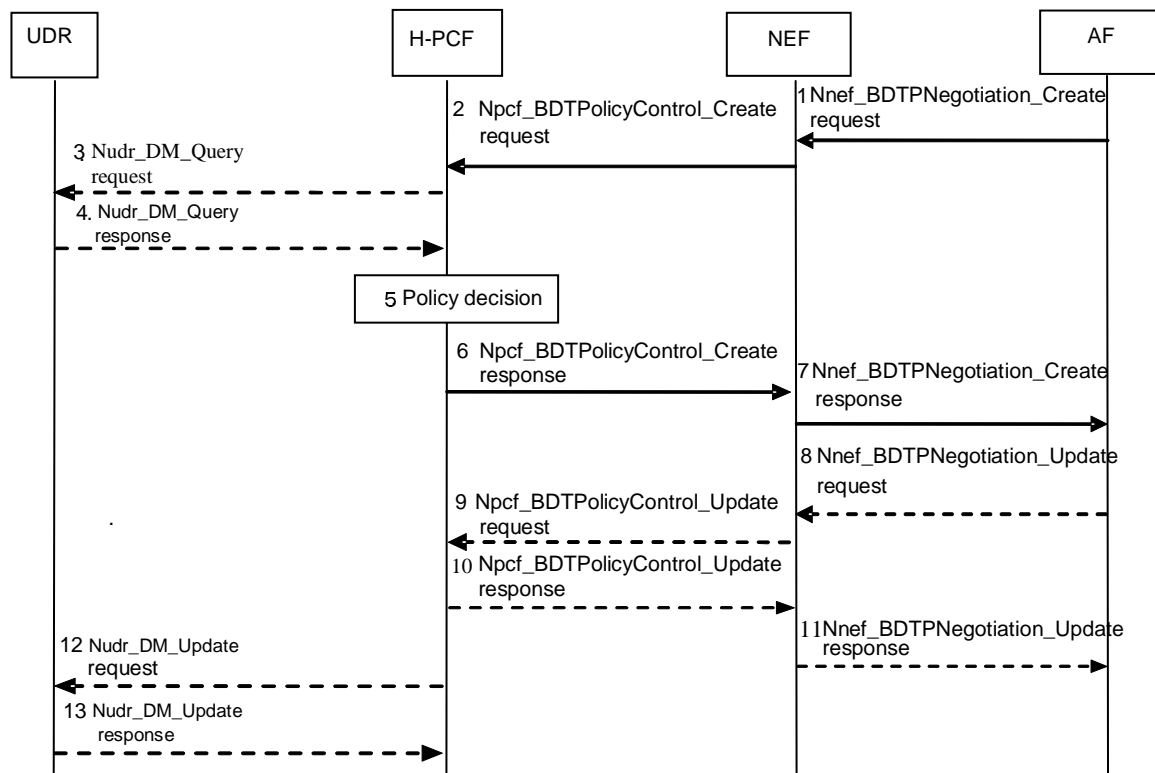 UDR
H-PCF
NEF
AF
1 Nnef_BDTPNegotiation_Create
request
2 Npcf_BDTPolicyControl_Create
request
3. Nudr_DM_Query
request
4. Nudr_DM_Query
response
5 Policy decision
6 Npcf_BDTPolicyControl_Create
response
7 Nnef_BDTPNegotiation_Create
response
8 Nnef_BDTPNegotiation_Update
request
9 Npcf_BDTPolicyControl_Update
request
.
10 Npcf_BDTPolicyControl_Update
response
11 Nnef_BDTPNegotiation_Update
response
12 Nudr_DM_Update
request
13 Nudr_DM_Update
response